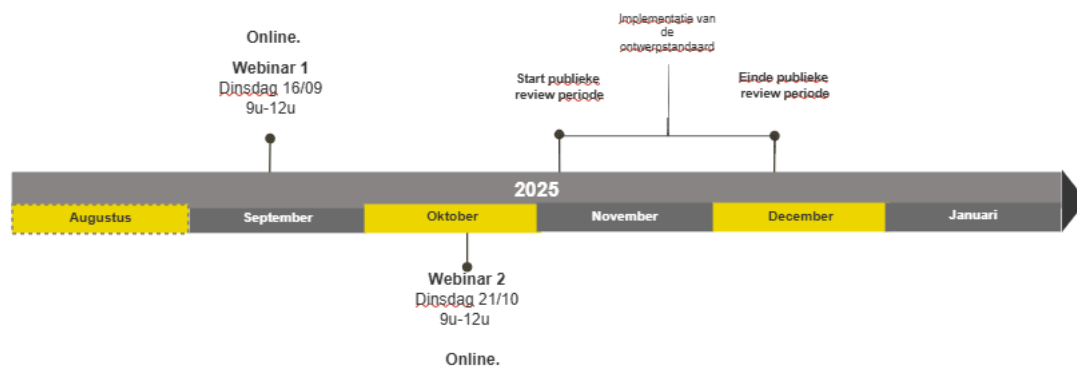 Online.
Webinar 1
Dinsdag 16/09
9u-12u
Implementatie van
de
ontwerpstandaard
Start publieke
review periode
Einde publieke
review periode
2025
Augustus
September
Oktober
November
December
Januari
Webinar 2
Dinsdag 21/10
9u-12u
Online.